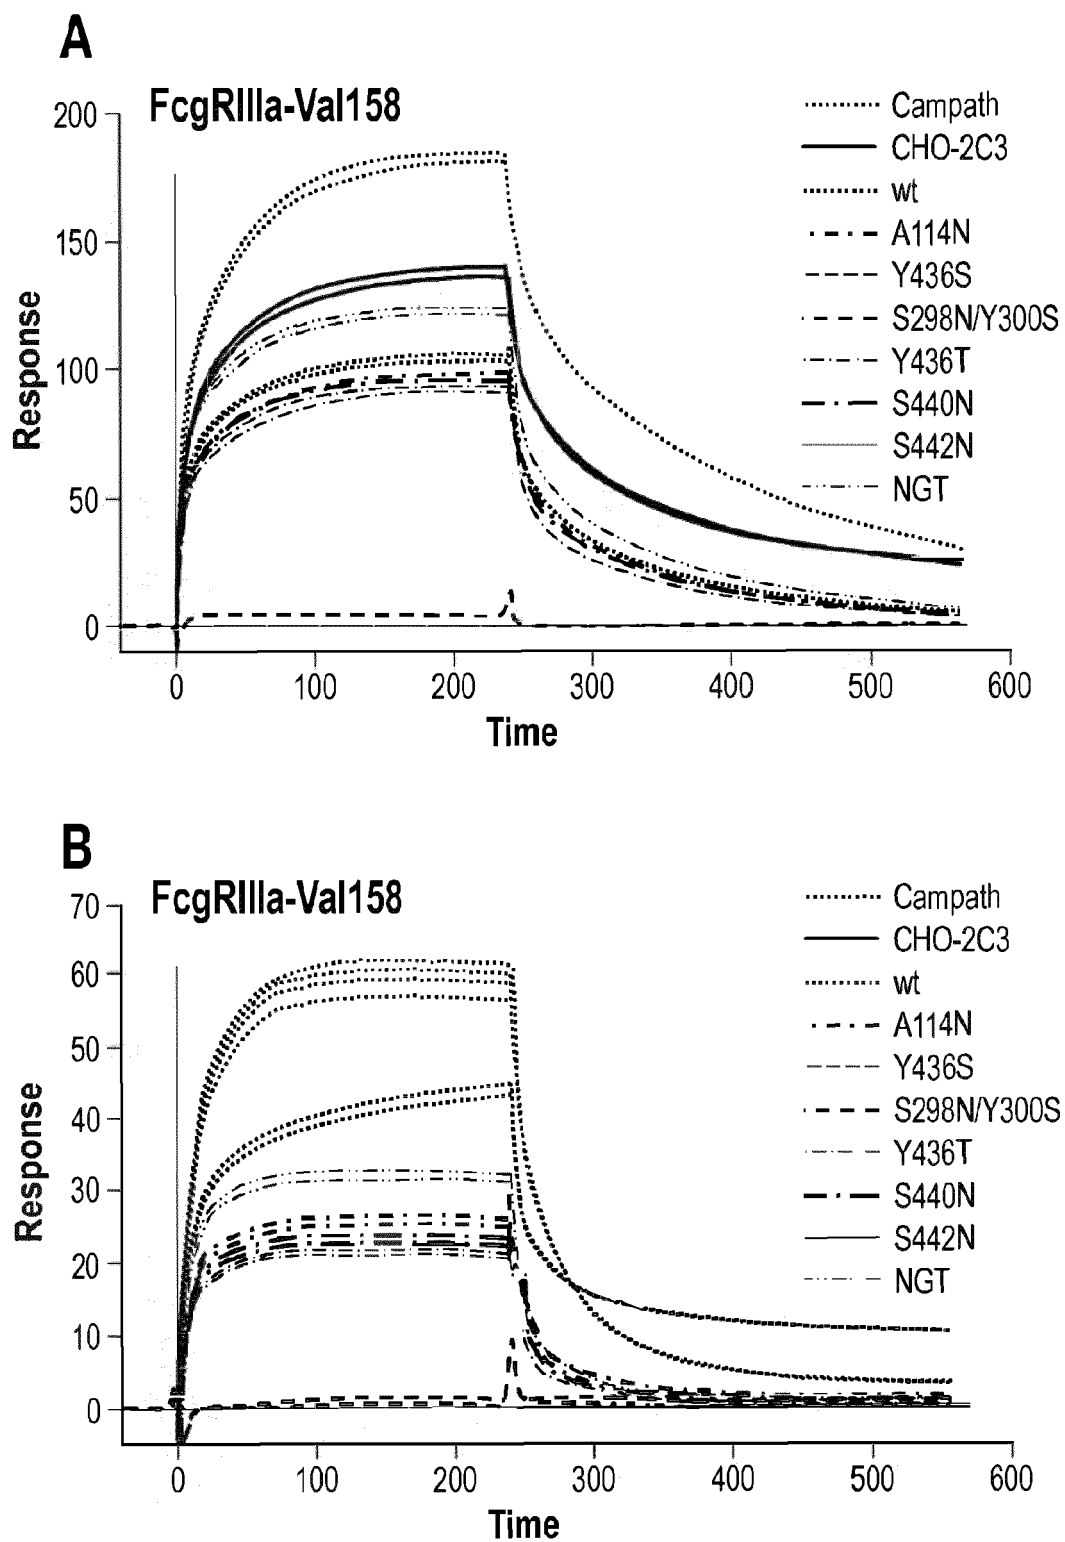 A
FcgRIIIa-Val158
200
150
100
50
0
Response
0 100 200 300 400 500 600
Time
Campath
CHO-2C3
wt
A114N
Y436S
S298N/Y300S
Y436T
S440N
S442N
NGT
B
FcgRIIIa-Val158
70
60
50
40
30
20
10
0
Response
0 100 200 300 400 500 600
Time
Campath
CHO-2C3
wt
A114N
Y436S
S298N/Y300S
Y436T
S440N
S442N
NGT